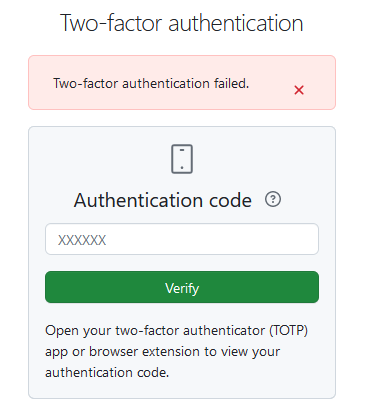 Two-factor authentication
Two-factor authentication failed.
Authentication code
XXXXXX
Verify
Open your two-factor authenticator (TOTP)
app or browser extension to view your
authentication code.